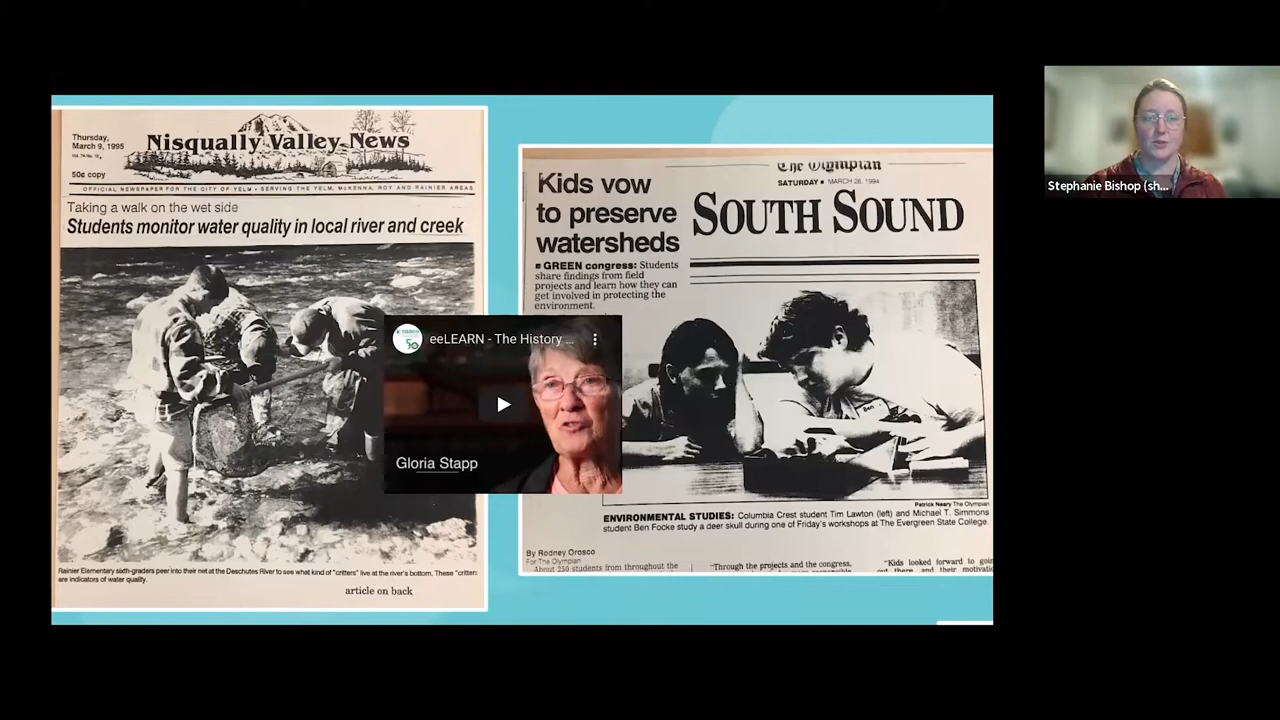 Thursday,
March 9, 1995
50¢ copy
Nisqually Valley News
OFFICIAL NEWSPAPER FOR THE CITY OF YELM • SERVING THE YELM, McKENNA, ROY AND RAINIER AREAS
Taking a walk on the wet side
Students monitor water quality in local river and creek
Rainier Elementary sixth-graders peer into their net at the Deschutes River to see what kind of "critters" live at the river's bottom. These "critters
are indicators of water quality.
article on back
eeLEARN - The History ...
Gloria Stapp
The Olympian
SATURDAY ■ MARCH 26, 1994
SOUTH SOUND
Kids vow
to preserve
watersheds
■ GREEN congress: Students
share findings from field
projects and learn how they can
get involved in protecting the
environment.
Ben
Patrick Neary The Olympian
ENVIRONMENTAL STUDIES: Columbia Crest student Tim Lawton (left) and Michael T. Simmons
student Ben Focke study a deer skull during one of Friday's workshops at The Evergreen State College.
By Rodney Orosco
For The Olympian
About 250 students from throughout the
"Through the projects and the congress,
"Kids looked forward to
out there, and their
Stephanie Bishop (sh...